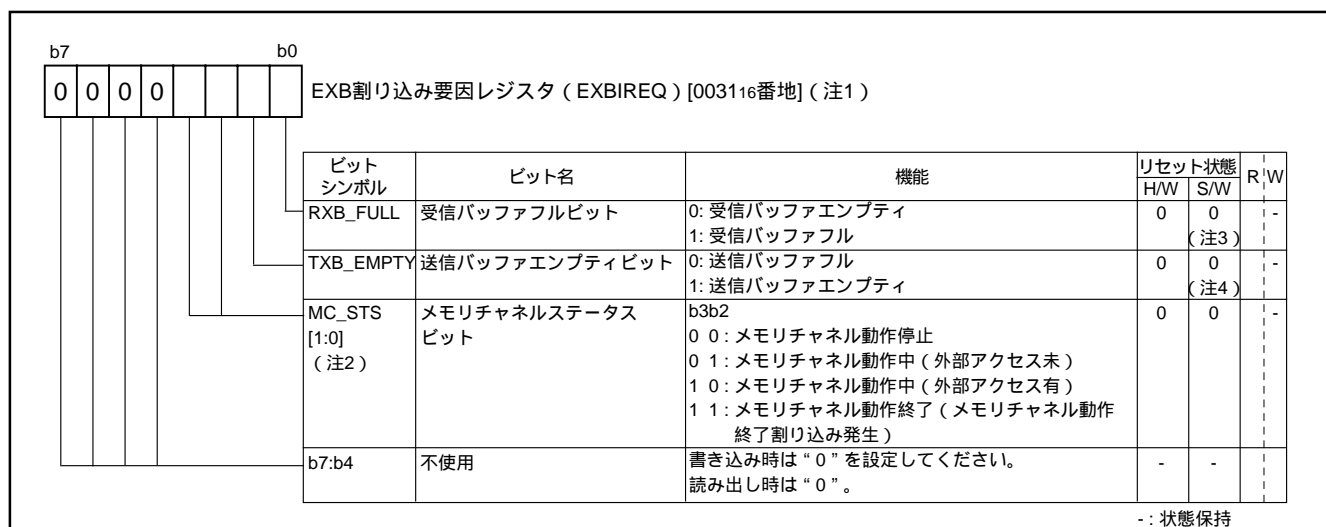 b7 b0
0 0 0 0 EXB割り込み要因レジスタ（EXBIREQ）[003116番地]（注1）
ビット シンボル ビット名 機能 リセット状態 R W
H/W S/W
RXB_FULL 受信バッファフルビット 0: 受信バッファエンプティ 0 0 -
1: 受信バッファフル （注3）
TXB_EMPTY 送信バッファエンプティビット 0: 送信バッファフル 0 0 -
1: 送信バッファエンプティ （注4）
MC_STS メモリチャネルステータス b3b2 0 0 -
[1:0] ビット 0 0 : メモリチャネル動作停止
（注2） 0 1 : メモリチャネル動作中（外部アクセス未）
1 0 : メモリチャネル動作中（外部アクセス有）
1 1 : メモリチャネル動作終了（メモリチャネル動作
終了割り込み発生）
b7:b4 不使用 書き込み時は“0”を設定してください。 - -
読み出し時は“0”。
- : 状態保持